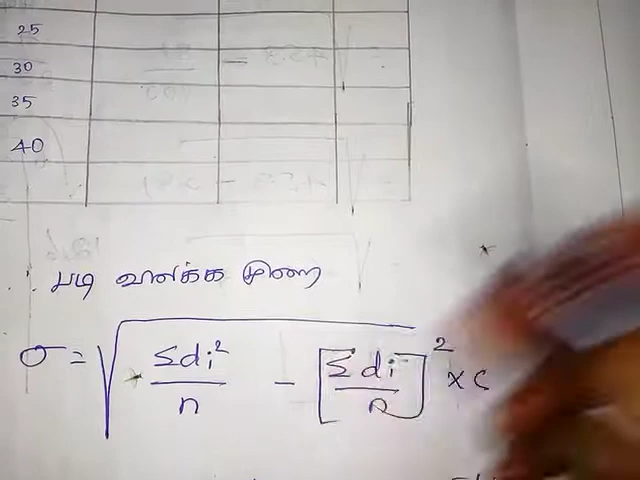 25
30
35
40
∴ படி விலக்க முறை
σ = √ Σdi² / n − [Σdi / n]² × c